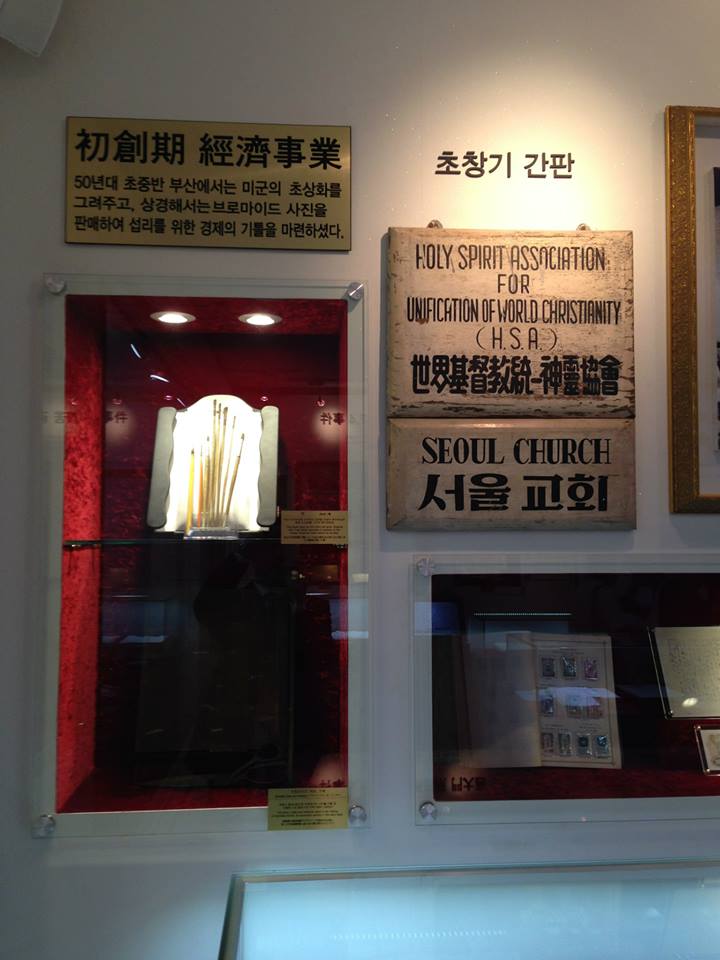 初創期 經濟事業
50년대 초중반 부산에서는 미군의 초상화를
그려주고, 상경해서는 브로마이드 사진을
판매하여 섭리를 위한 경제의 기틀을 마련하셨다.
초창기 간판
HOLY SPIRIT ASSOCIATION
FOR
UNIFICATION OF WORLD CHRISTIANITY
(H.S.A.)
世界基督教統一神靈協會
SEOUL CHURCH
서울 교회